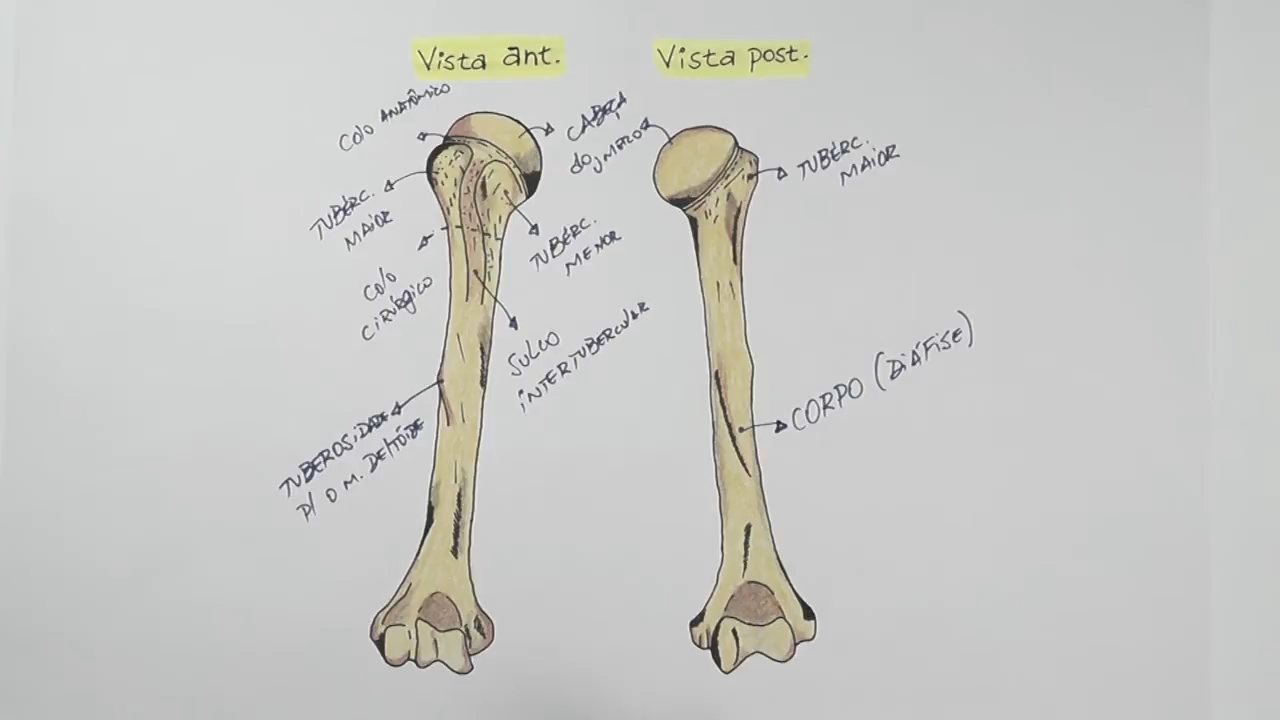 Vista ant.
Vista post.
COLO ANATÔMICO
CABEÇA
do úMERO
TUBÉRC.
MAIOR
TUBÉRC.
MAIOR
TUBÉRC.
MENOR
COLO
CIRÚRGICO
SULCO
INTERTUBERCULAR
TUBEROSIDADE
P/ O M. DELTÓIDE
CORPO (DIÁFISE)